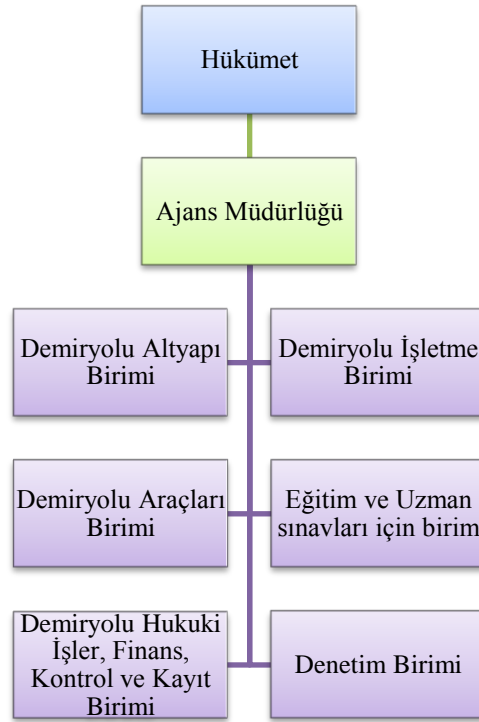 Hükümet
Ajans Müdürlüğü
Demiryolu Altyapı
Birimi
Demiryolu İşletme
Birimi
Demiryolu Araçları
Birimi
Eğitim ve Uzman
sınavları için birim
Demiryolu Hukuki
İşler, Finans,
Kontrol ve Kayıt
Birimi
Denetim Birimi